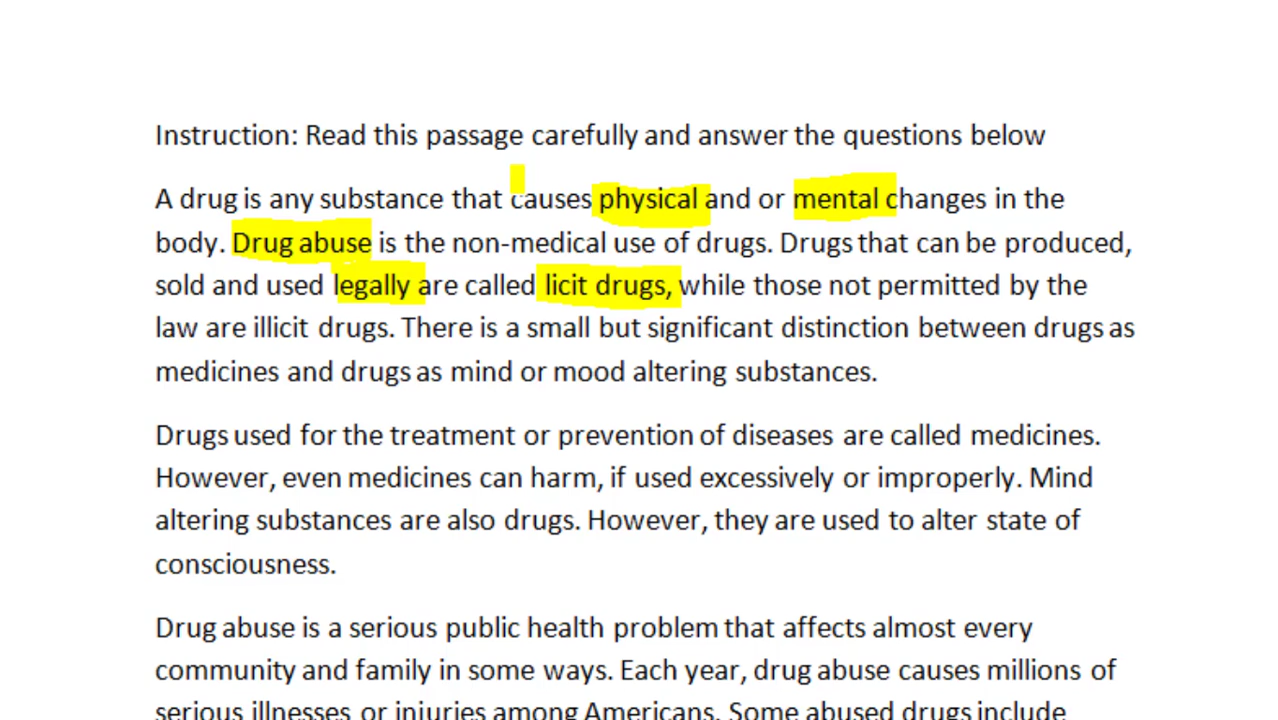 Instruction: Read this passage carefully and answer the questions below
A drug is any substance that causes physical and or mental changes in the
body. Drug abuse is the non-medical use of drugs. Drugs that can be produced,
sold and used legally are called licit drugs, while those not permitted by the
law are illicit drugs. There is a small but significant distinction between drugs as
medicines and drugs as mind or mood altering substances.
Drugs used for the treatment or prevention of diseases are called medicines.
However, even medicines can harm, if used excessively or improperly. Mind
altering substances are also drugs. However, they are used to alter state of
consciousness.
Drug abuse is a serious public health problem that affects almost every
community and family in some ways. Each year, drug abuse causes millions of
serious illnesses or injuries among Americans. Some abused drugs include